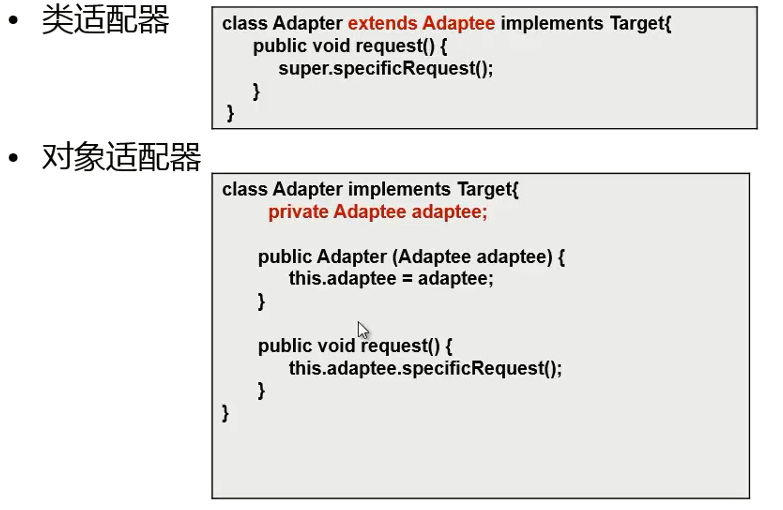 • 类适配器
class Adapter extends Adaptee implements Target{
public void request() {
super.specificRequest();
}
}
• 对象适配器
class Adapter implements Target{
private Adaptee adaptee;
public Adapter (Adaptee adaptee) {
this.adaptee = adaptee;
}
public void request() {
this.adaptee.specificRequest();
}
}